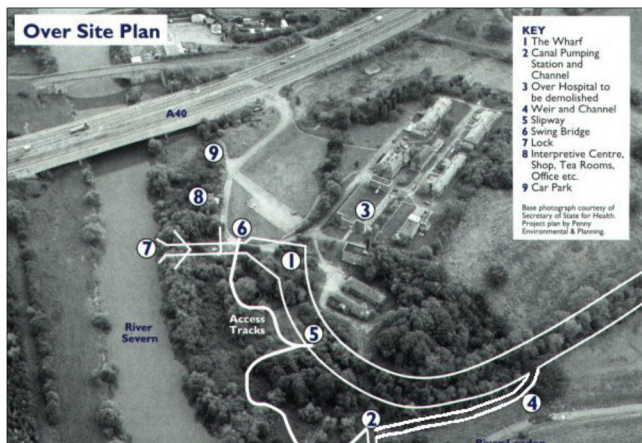 Over Site Plan
KEY
1 The Wharf
2 Canal Pumping
Station and
Channel
3 Over Hospital to
be demolished
4 Weir and Channel
5 Slipway
6 Swing Bridge
7 Lock
8 Interpretive Centre,
Shop, Tea Rooms,
Office etc.
9 Car Park
Base photograph courtesy of
Secretary of State for Health.
Project plan by Penny
Environmental & Planning.
A40
9
8
3
6
7
1
Access
Tracks
River
Severn
5
4
2